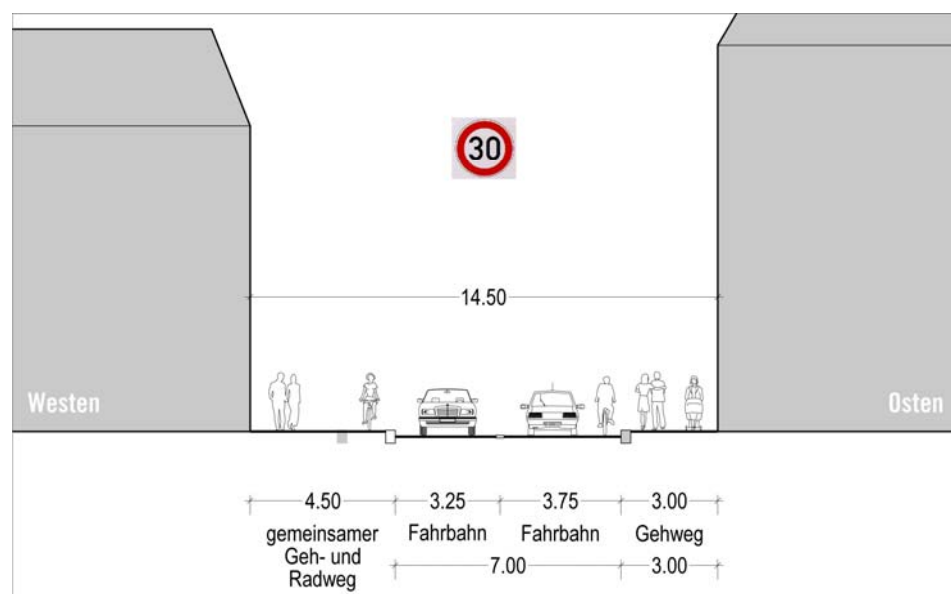 30
14.50
Westen
Osten
4.50 3.25 3.75 3.00
gemeinsamer Fahrbahn Fahrbahn Gehweg
Geh- und
7.00 3.00
Radweg